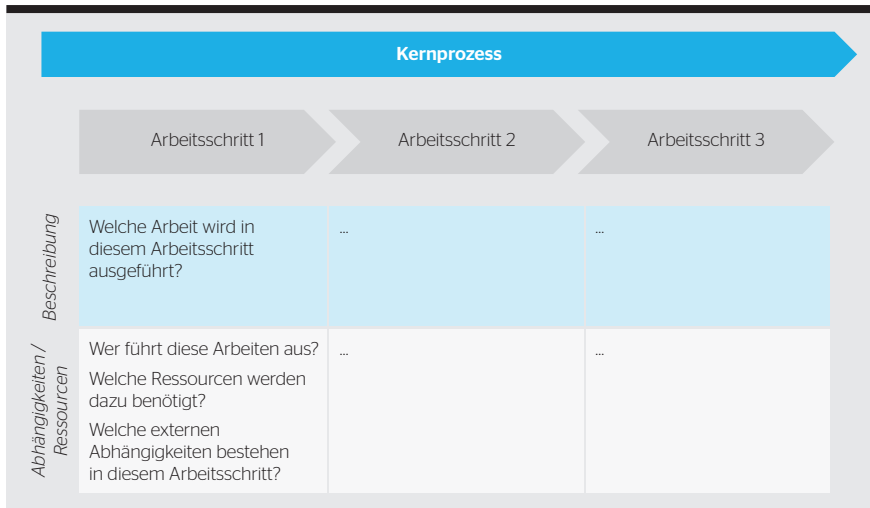 Kernprozess
Arbeitsschritt 1
Arbeitsschritt 2
Arbeitsschritt 3
Beschreibung
Welche Arbeit wird in
diesem Arbeitsschritt
ausgeführt?
...
...
Abhängigkeiten /
Ressourcen
Wer führt diese Arbeiten aus?
Welche Ressourcen werden
dazu benötigt?
Welche externen
Abhängigkeiten bestehen
in diesem Arbeitsschritt?
...
...